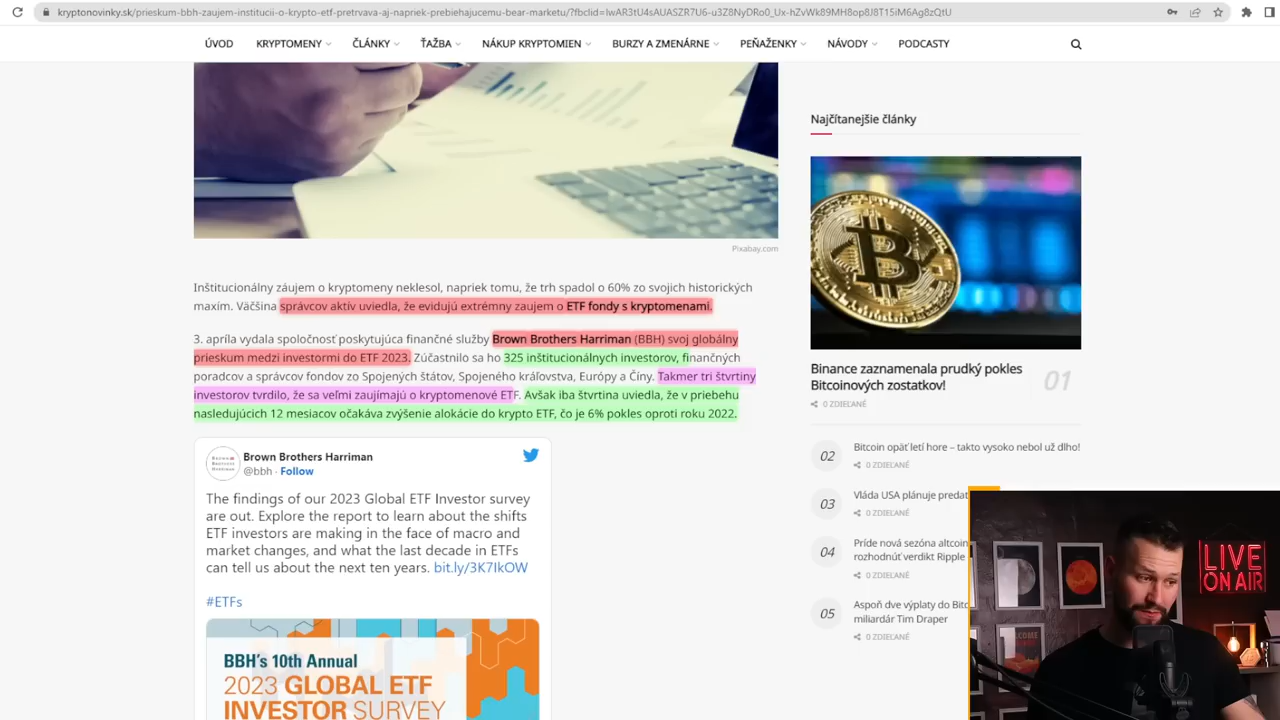 kryptonovinky.sk/prieskum-bbh-zaujem-institucii-o-krypto-etf-pretrvava-aj-napriek-prebiehajucemu-bear-marketu/?fbclid=IwAR3tU4sAUASZR7U6-u3Z8NyDRo0_Ux-hZvWk89MH8op8J8T15iM6Ag8zQtU
ÚVOD KRYPTOMENY ČLÁNKY ŤAŽBA NÁKUP KRYPTOMIEN BURZY A ZMENÁRNE PEŇAŽENKY NÁVODY PODCASTY
Pixabay.com
Inštitucionálny záujem o kryptomeny neklesol, napriek tomu, že trh spadol o 60% zo svojich historických
maxím. Väčšina správcov aktív uviedla, že evidujú extrémny zaujem o ETF fondy s kryptomenami.
3. apríla vydala spoločnosť poskytujúca finančné služby Brown Brothers Harriman (BBH) svoj globálny
prieskum medzi investormi do ETF 2023. Zúčastnilo sa ho 325 inštitucionálnych investorov, finančných
poradcov a správcov fondov zo Spojených štátov, Spojeného kráľovstva, Európy a Číny. Takmer tri štvrtiny
investorov tvrdilo, že sa veľmi zaujímajú o kryptomenové ETF. Avšak iba štvrtina uviedla, že v priebehu
nasledujúcich 12 mesiacov očakáva zvýšenie alokácie do krypto ETF, čo je 6% pokles oproti roku 2022.
Brown Brothers Harriman
@bbh · Follow
The findings of our 2023 Global ETF Investor survey
are out. Explore the report to learn about the shifts
ETF investors are making in the face of macro and
market changes, and what the last decade in ETFs
can tell us about the next ten years. bit.ly/3K7IkOW
#ETFs
BBH's 10th Annual
2023 GLOBAL ETF
INVESTOR SURVEY
Najčítanejšie články
Binance zaznamenala prudký pokles
Bitcoinových zostatkov!
01
0 ZDIEĽANÉ
02
Bitcoin opäť letí hore – takto vysoko nebol už dlho!
0 ZDIEĽANÉ
03
Vláda USA plánuje predať
0 ZDIEĽANÉ
04
Príde nová sezóna altcoin
rozhodnúť verdikt Ripple
0 ZDIEĽANÉ
05
Aspoň dve výplaty do Bitc
miliardár Tim Draper
0 ZDIEĽANÉ
LIVE
ON AIR